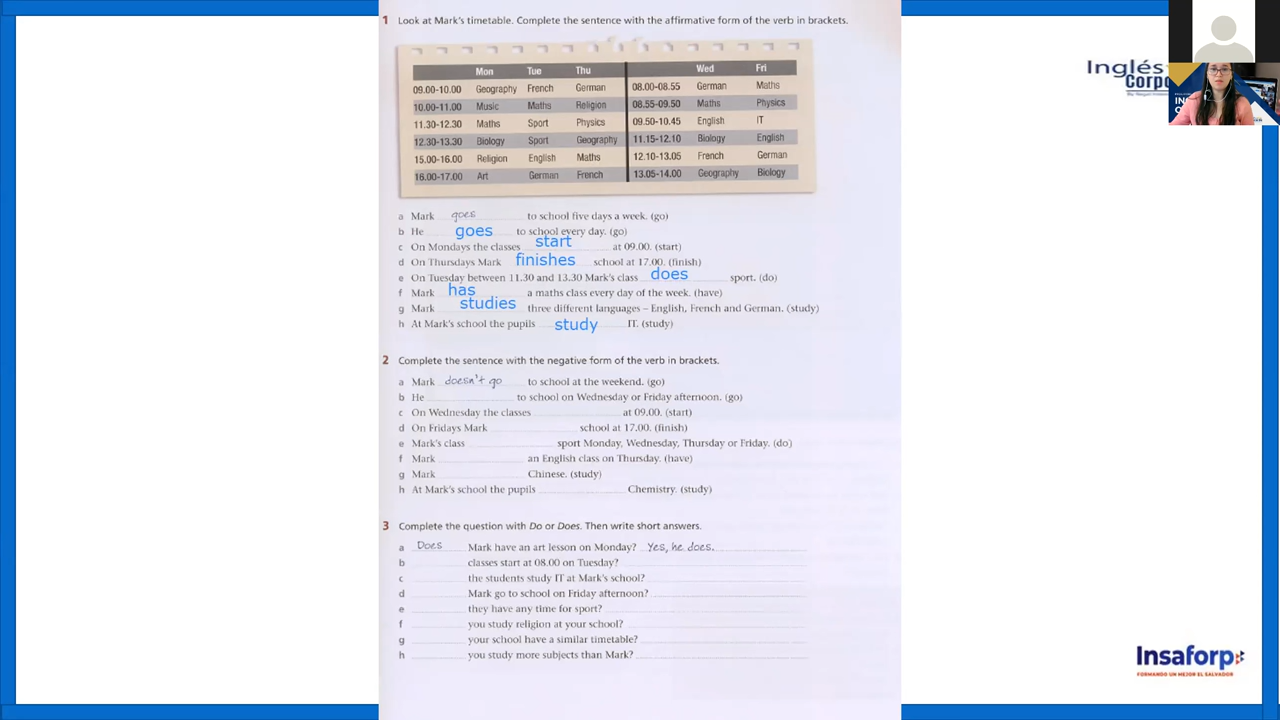 1 Look at Mark's timetable. Complete the sentence with the affirmative form of the verb in brackets.
Mon Tue Thu Wed Fri
09.00-10.00 Geography French German 08.00-08.55 German Maths
10.00-11.00 Music Maths Religion 08.55-09.50 Maths Physics
11.30-12.30 Maths Sport Physics 09.50-10.45 English IT
12.30-13.30 Biology Sport Geography 11.15-12.10 Biology English
15.00-16.00 Religion English Maths 12.10-13.05 French German
16.00-17.00 Art German French 13.05-14.00 Geography Biology
a Mark goes to school five days a week. (go)
b He goes to school every day. (go)
c On Mondays the classes start at 09.00. (start)
d On Thursdays Mark finishes school at 17.00. (finish)
e On Tuesday between 11.30 and 13.30 Mark's class does sport. (do)
f Mark has a maths class every day of the week. (have)
g Mark studies three different languages – English, French and German. (study)
h At Mark's school the pupils study IT. (study)
2 Complete the sentence with the negative form of the verb in brackets.
a Mark doesn't go to school at the weekend. (go)
b He to school on Wednesday or Friday afternoon. (go)
c On Wednesday the classes at 09.00. (start)
d On Fridays Mark school at 17.00. (finish)
e Mark's class sport Monday, Wednesday, Thursday or Friday. (do)
f Mark an English class on Thursday. (have)
g Mark Chinese. (study)
h At Mark's school the pupils Chemistry. (study)
3 Complete the question with Do or Does. Then write short answers.
a Does Mark have an art lesson on Monday? Yes, he does.
b classes start at 08.00 on Tuesday?
c the students study IT at Mark's school?
d Mark go to school on Friday afternoon?
e they have any time for sport?
f you study religion at your school?
g your school have a similar timetable?
h you study more subjects than Mark?
Inglés
Corpo
Insaforp
FORMANDO UN MEJOR EL SALVADOR